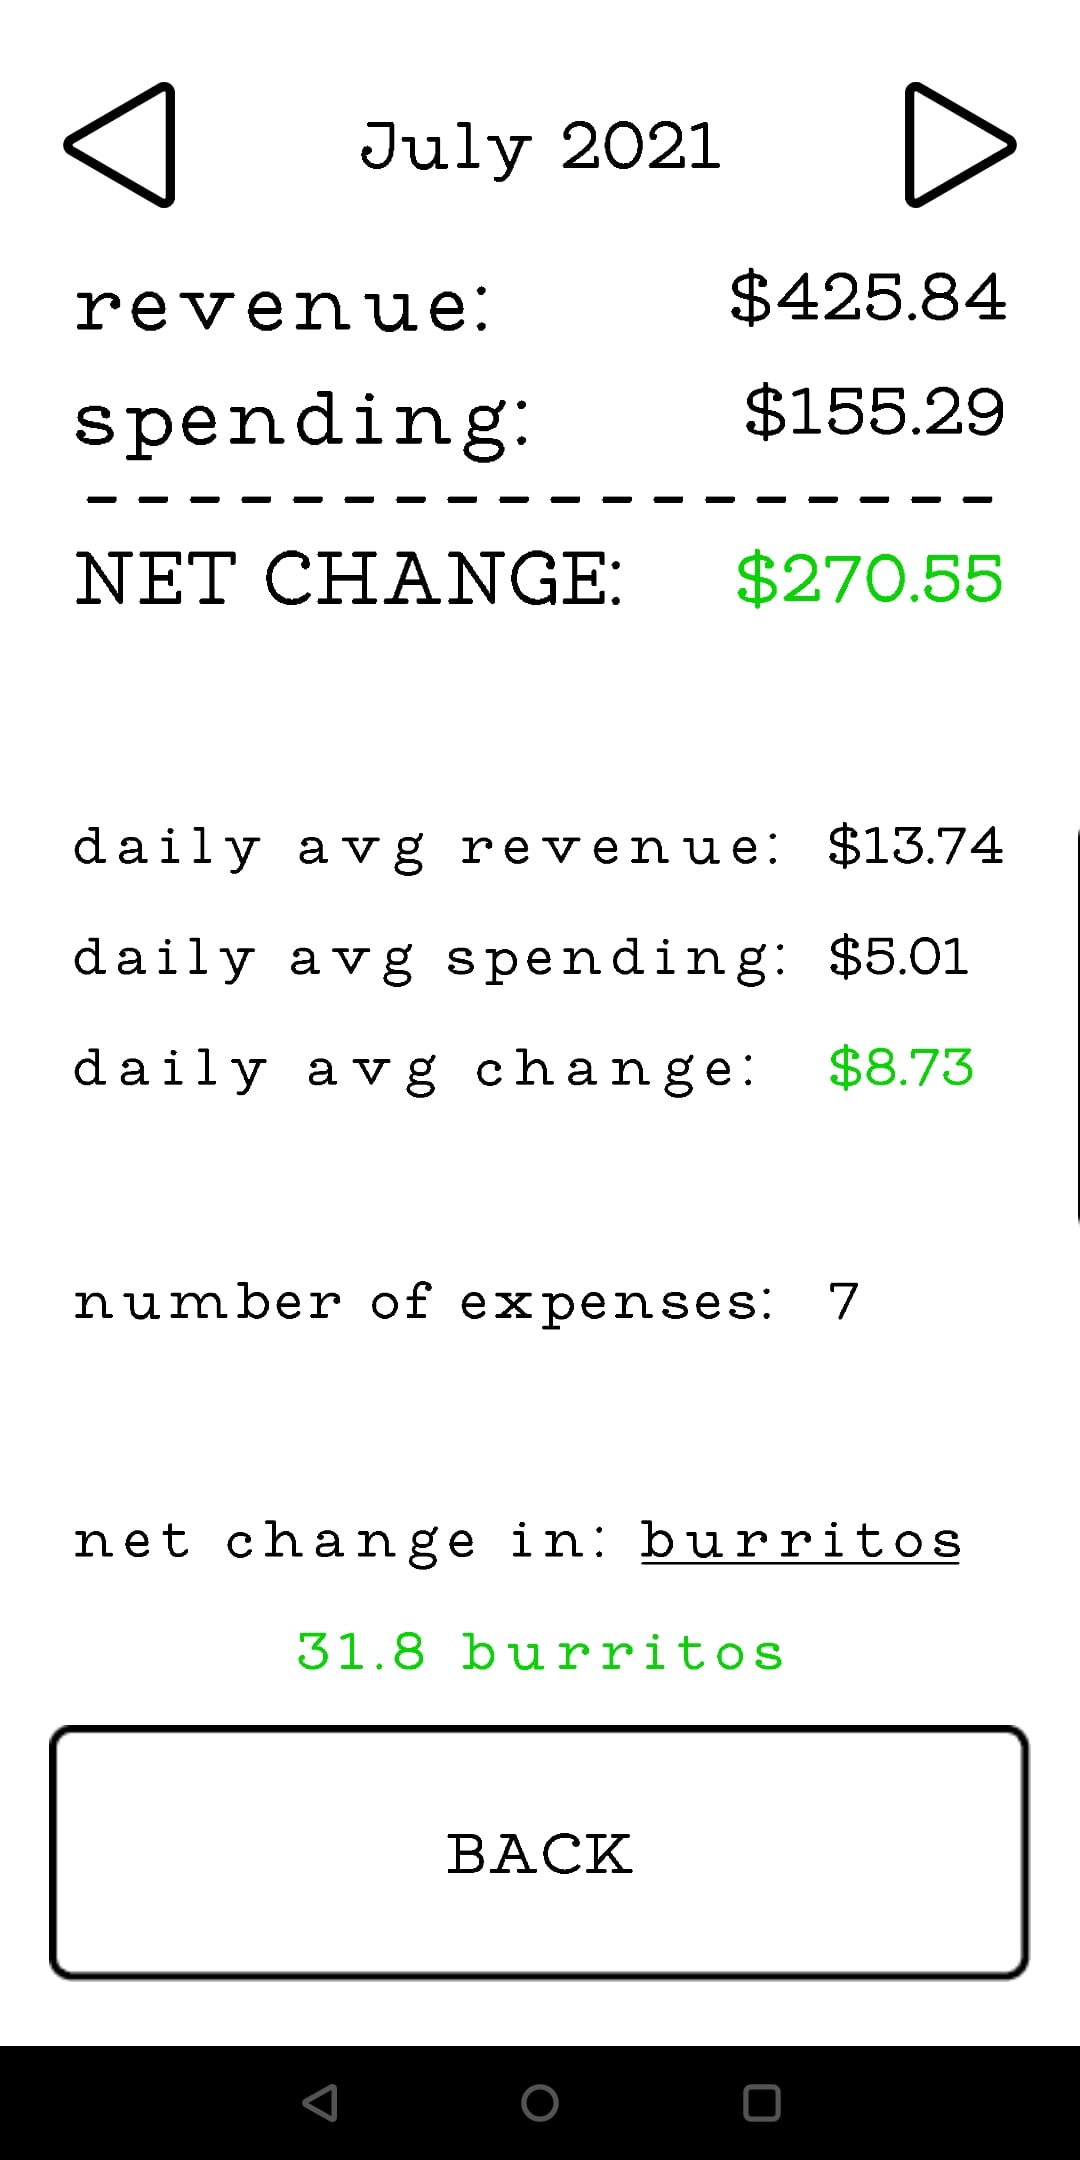 July 2021
revenue: $425.84
spending: $155.29
------------------
NET CHANGE: $270.55
daily avg revenue: $13.74
daily avg spending: $5.01
daily avg change: $8.73
number of expenses: 7
net change in: burritos
31.8 burritos
BACK